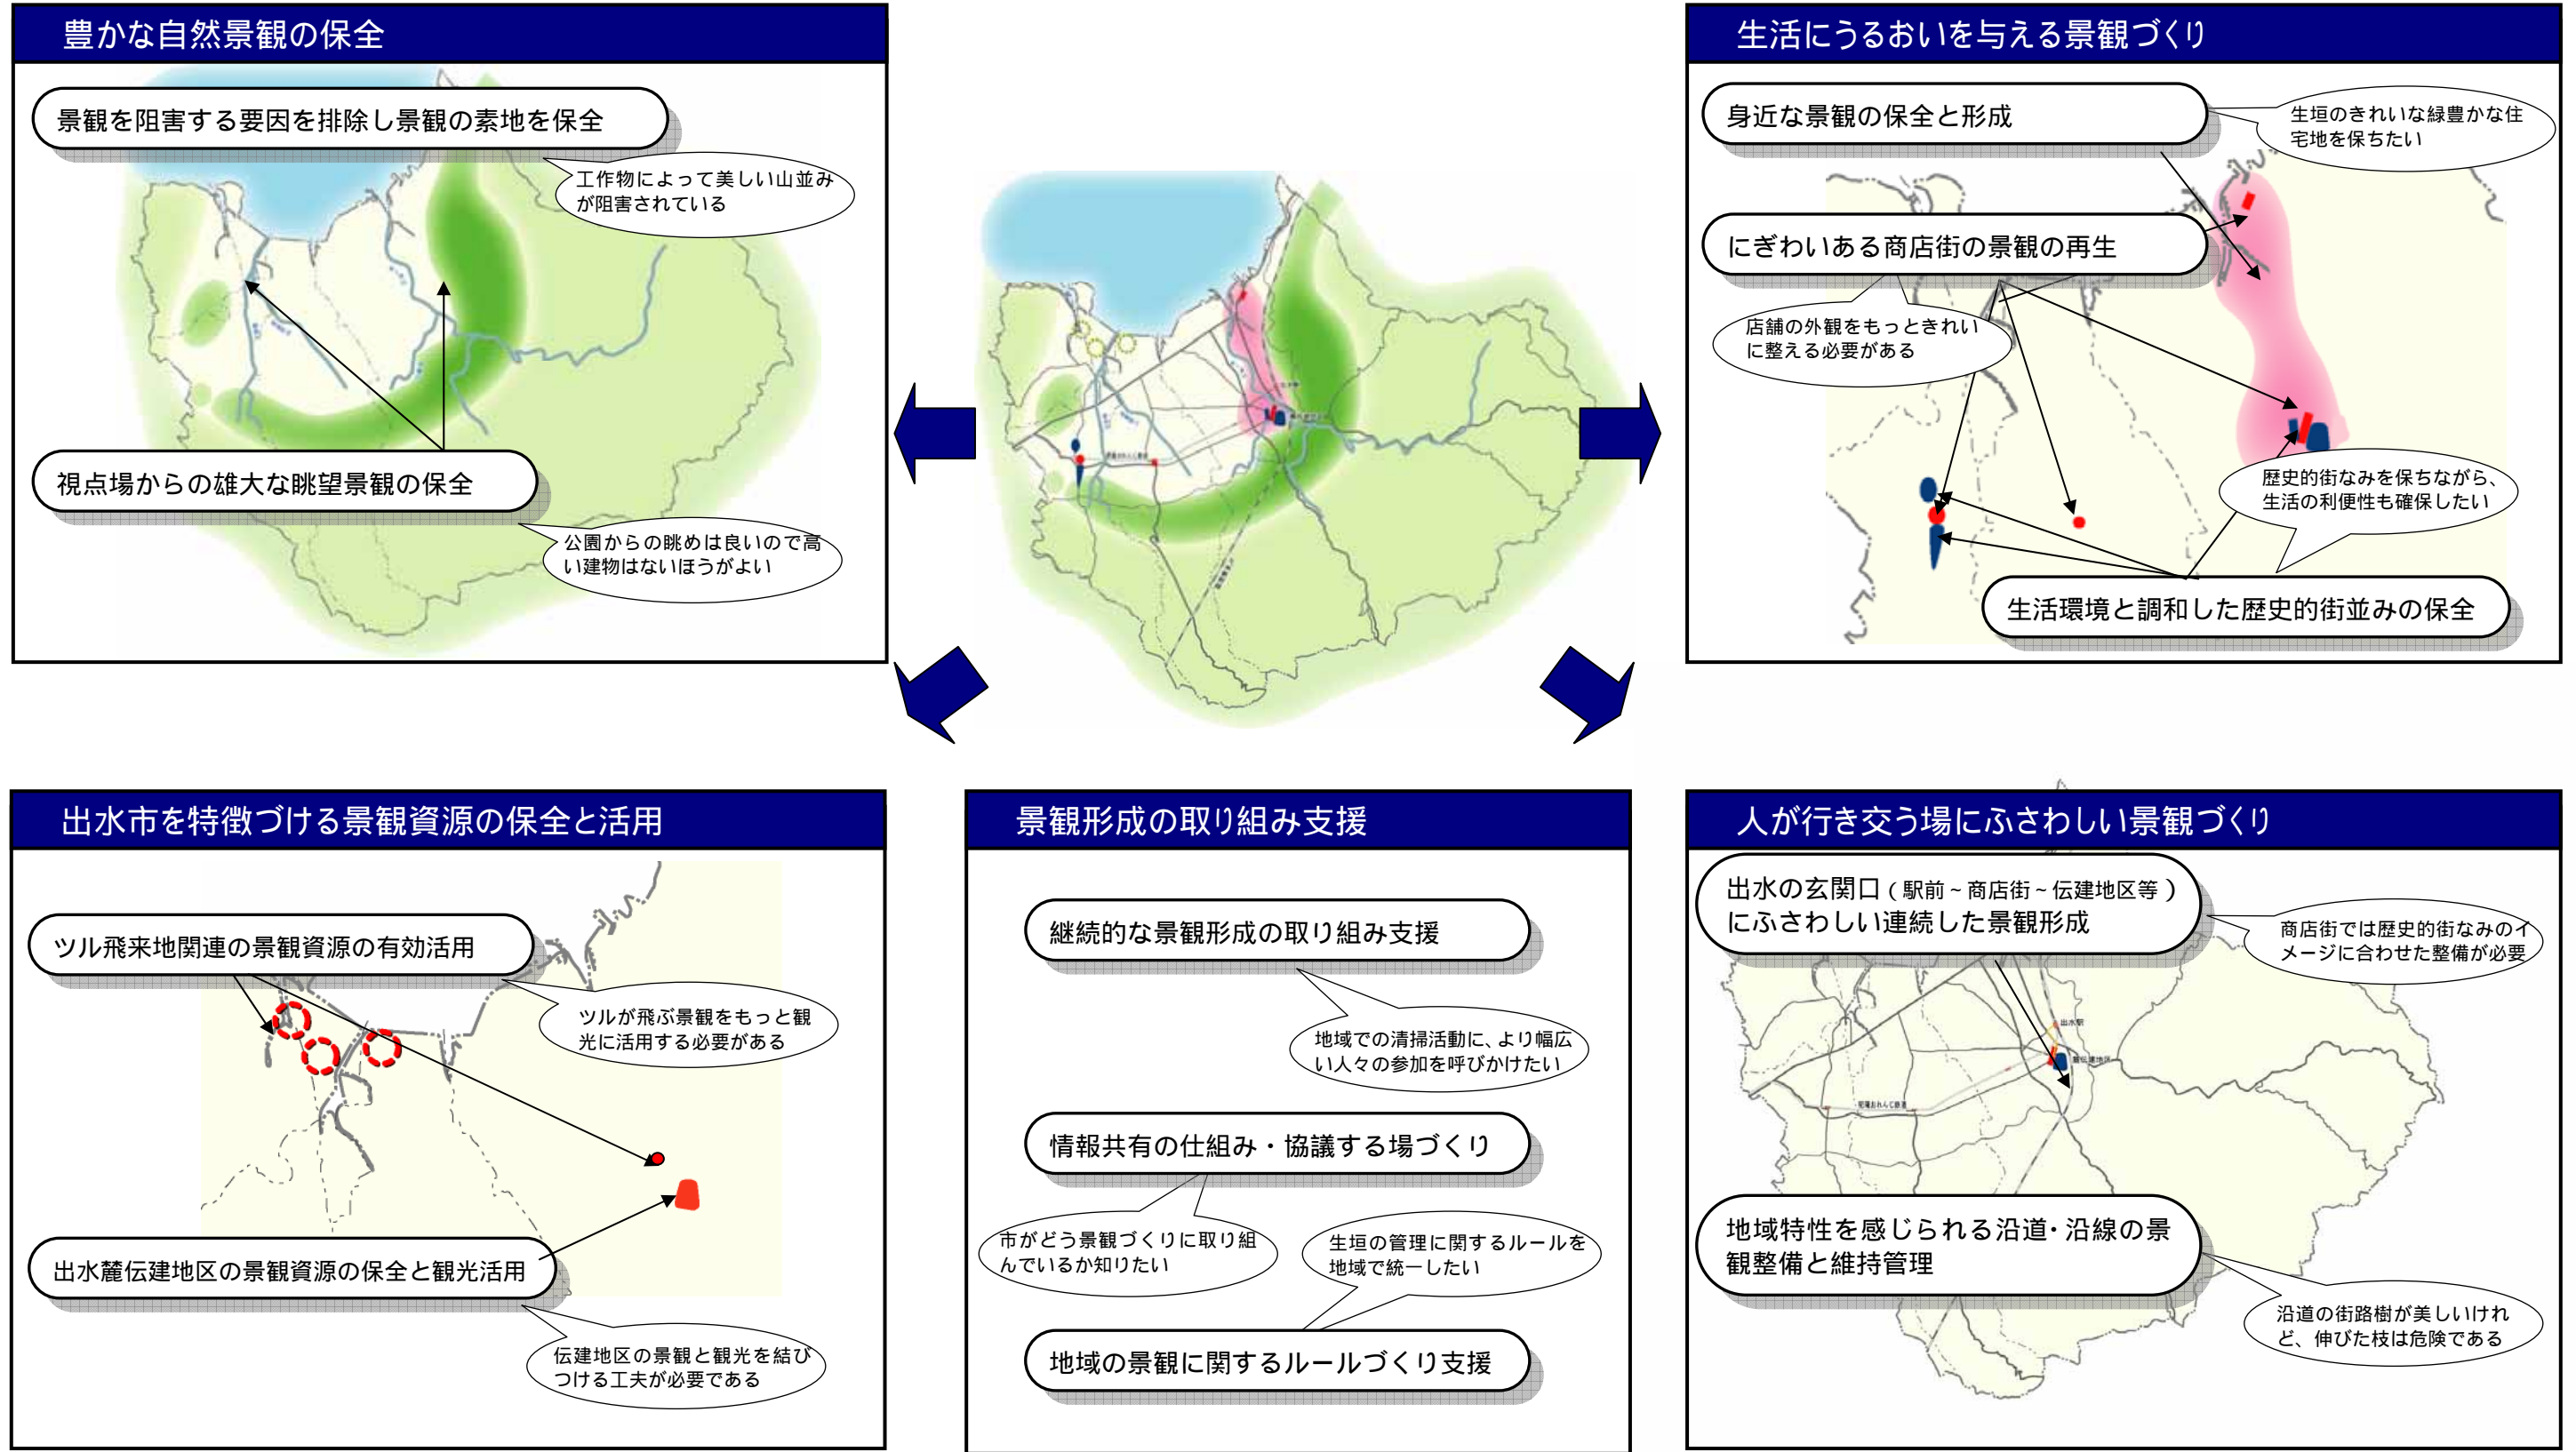 豊かな自然景観の保全
景観を阻害する要因を排除し景観の素地を保全
工作物によって美しい山並み
が阻害されている
視点場からの雄大な眺望景観の保全
公園からの眺めは良いので高
い建物はないほうがよい
生活にうるおいを与える景観づくり
身近な景観の保全と形成
生垣のきれいな緑豊かな住
宅地を保ちたい
にぎわいある商店街の景観の再生
店舗の外観をもっときれい
に整える必要がある
歴史的街なみを保ちながら、
生活の利便性も確保したい
生活環境と調和した歴史的街並みの保全
出水市を特徴づける景観資源の保全と活用
ツル飛来地関連の景観資源の有効活用
ツルが飛ぶ景観をもっと観
光に活用する必要がある
出水麓伝建地区の景観資源の保全と観光活用
伝建地区の景観と観光を結び
つける工夫が必要である
景観形成の取り組み支援
継続的な景観形成の取り組み支援
地域での清掃活動に、より幅広
い人々の参加を呼びかけたい
情報共有の仕組み・協議する場づくり
市がどう景観づくりに取り組
んでいるか知りたい
生垣の管理に関するルールを
地域で統一したい
地域の景観に関するルールづくり支援
人が行き交う場にふさわしい景観づくり
出水の玄関口(駅前~商店街~伝建地区等)
にふさわしい連続した景観形成
商店街では歴史的街なみのイ
メージに合わせた整備が必要
出水駅
麓伝建地区
肥薩おれんじ鉄道
地域特性を感じられる沿道・沿線の景
観整備と維持管理
沿道の街路樹が美しいけれ
ど、伸びた枝は危険である